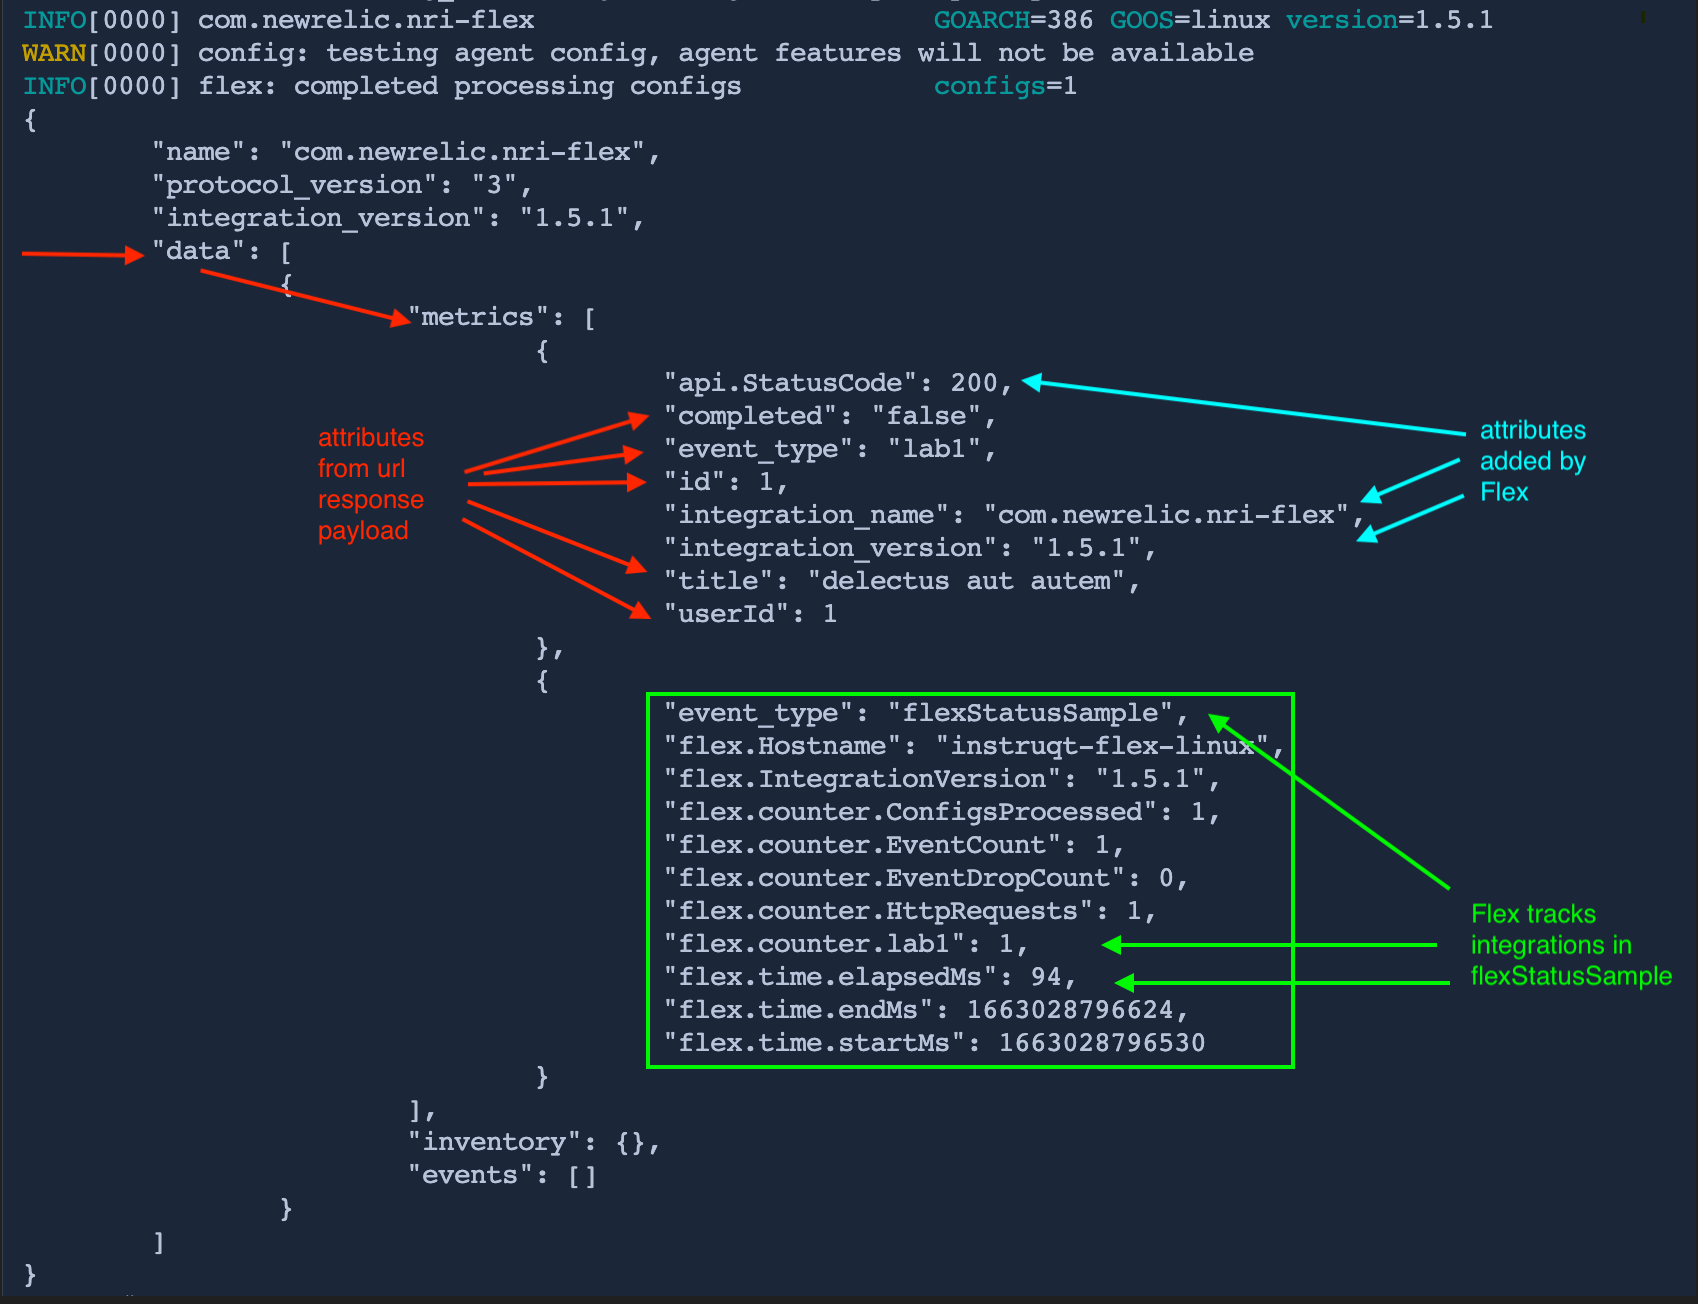 INFO[0000] com.newrelic.nri-flex GOARCH=386 GOOS=linux version=1.5.1
WARN[0000] config: testing agent config, agent features will not be available
INFO[0000] flex: completed processing configs configs=1
{
"name": "com.newrelic.nri-flex",
"protocol_version": "3",
"integration_version": "1.5.1",
"data": [
{
"metrics": [
{
"api.StatusCode": 200,
"completed": "false",
"event_type": "lab1",
"id": 1,
"integration_name": "com.newrelic.nri-flex",
"integration_version": "1.5.1",
"title": "delectus aut autem",
"userId": 1
},
{
"event_type": "flexStatusSample",
"flex.Hostname": "instruqt-flex-linux",
"flex.IntegrationVersion": "1.5.1",
"flex.counter.ConfigsProcessed": 1,
"flex.counter.EventCount": 1,
"flex.counter.EventDropCount": 0,
"flex.counter.HttpRequests": 1,
"flex.counter.lab1": 1,
"flex.time.elapsedMs": 94,
"flex.time.endMs": 1663028796624,
"flex.time.startMs": 1663028796530
}
],
"inventory": {},
"events": []
}
]
}
attributes
from url
response
payload
attributes
added by
Flex
Flex tracks
integrations in
flexStatusSample